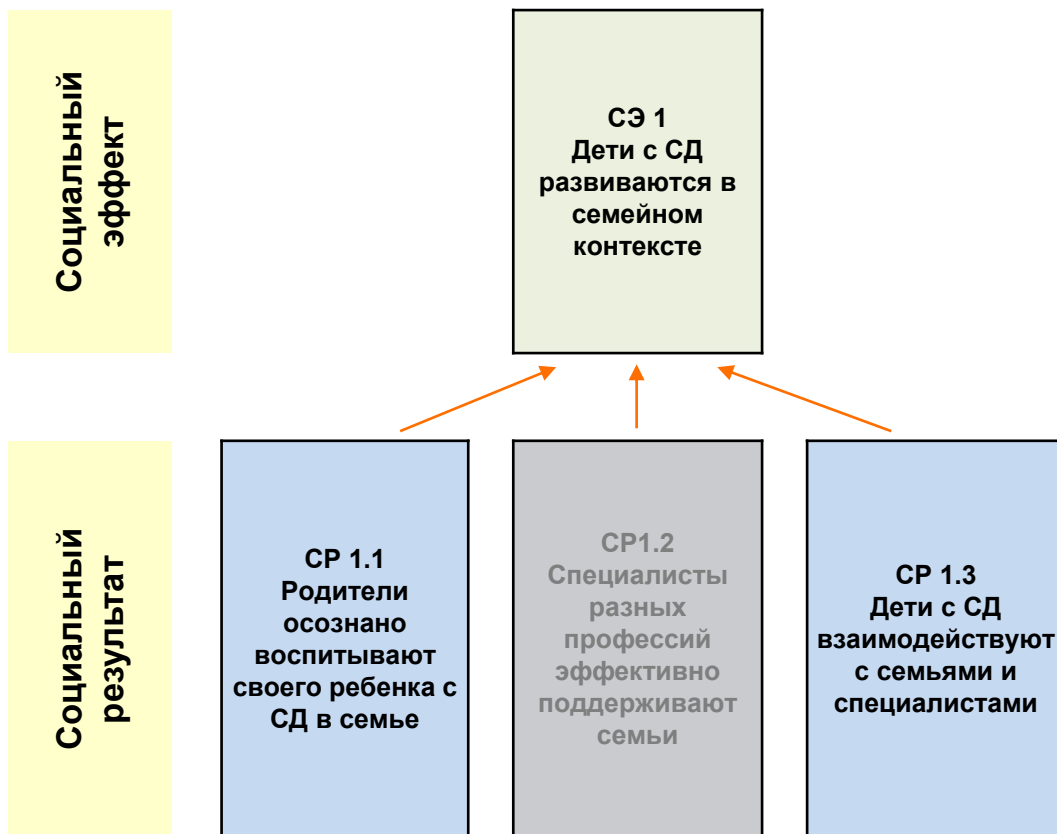 Социальный
эффект
СЭ 1
Дети с СД
развиваются в
семейном
контексте
Социальный
результат
СР 1.1
Родители
осознано
воспитывают
своего ребенка с
СД в семье
СР1.2
Специалисты
разных
профессий
эффективно
поддерживают
семьи
СР 1.3
Дети с СД
взаимодействуют
с семьями и
специалистами